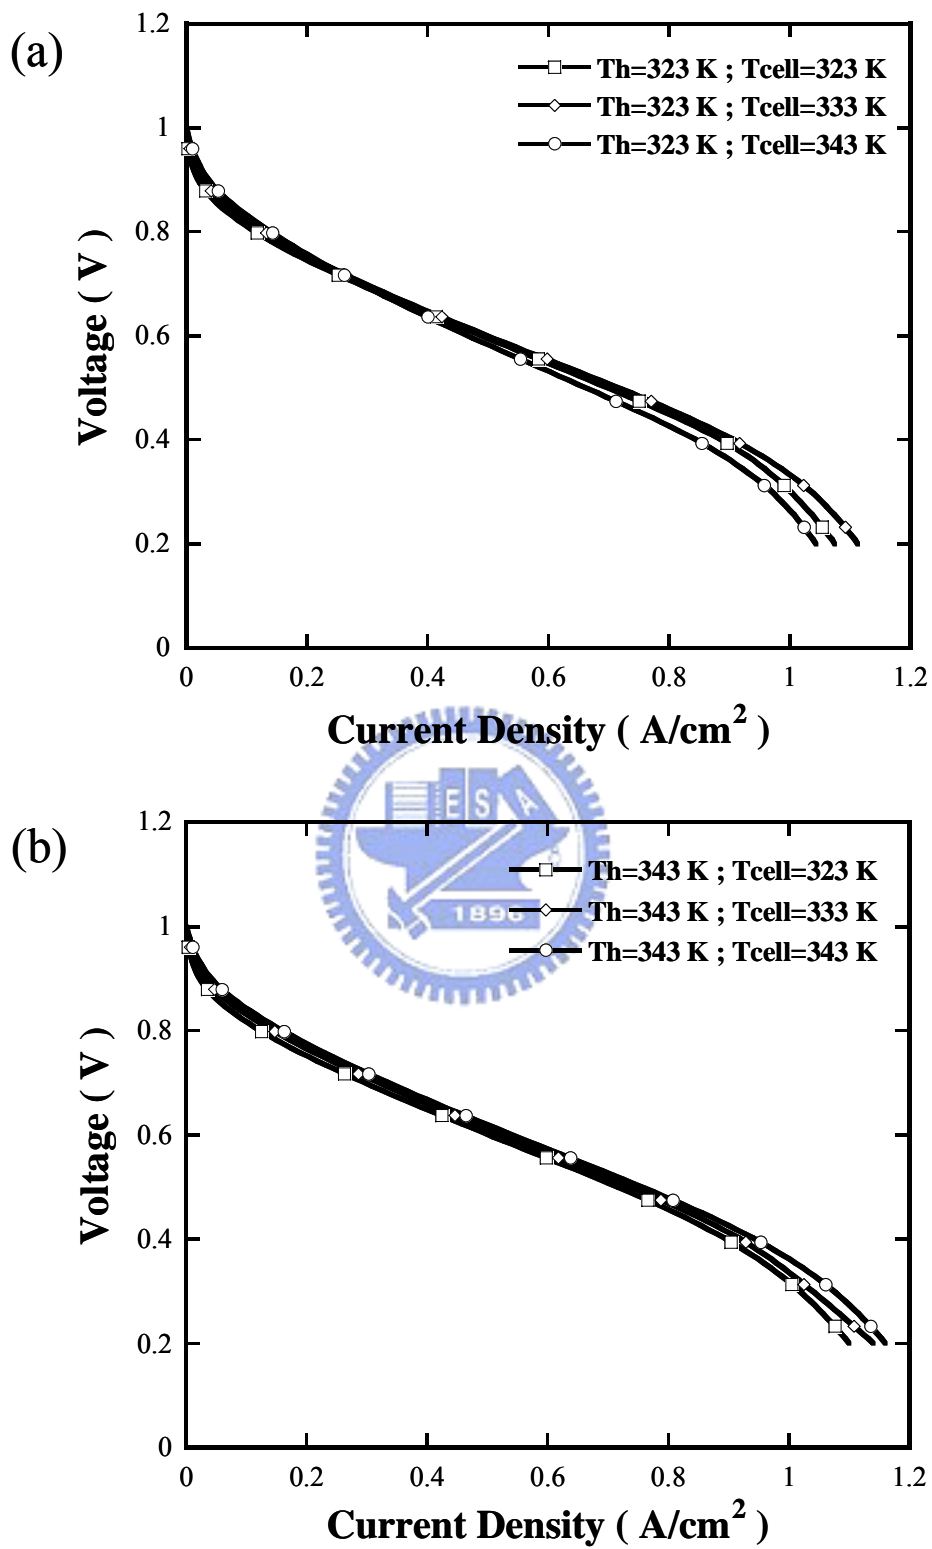 (a)
1.2
1
0.8
0.6
0.4
0.2
0
Voltage ( V )
Th=323 K ; Tcell=323 K
Th=323 K ; Tcell=333 K
Th=323 K ; Tcell=343 K
0 0.2 0.4 0.6 0.8 1 1.2
Current Density ( A/cm² )
E S A
1896
(b)
1.2
1
0.8
0.6
0.4
0.2
0
Voltage ( V )
Th=343 K ; Tcell=323 K
Th=343 K ; Tcell=333 K
Th=343 K ; Tcell=343 K
0 0.2 0.4 0.6 0.8 1 1.2
Current Density ( A/cm² )